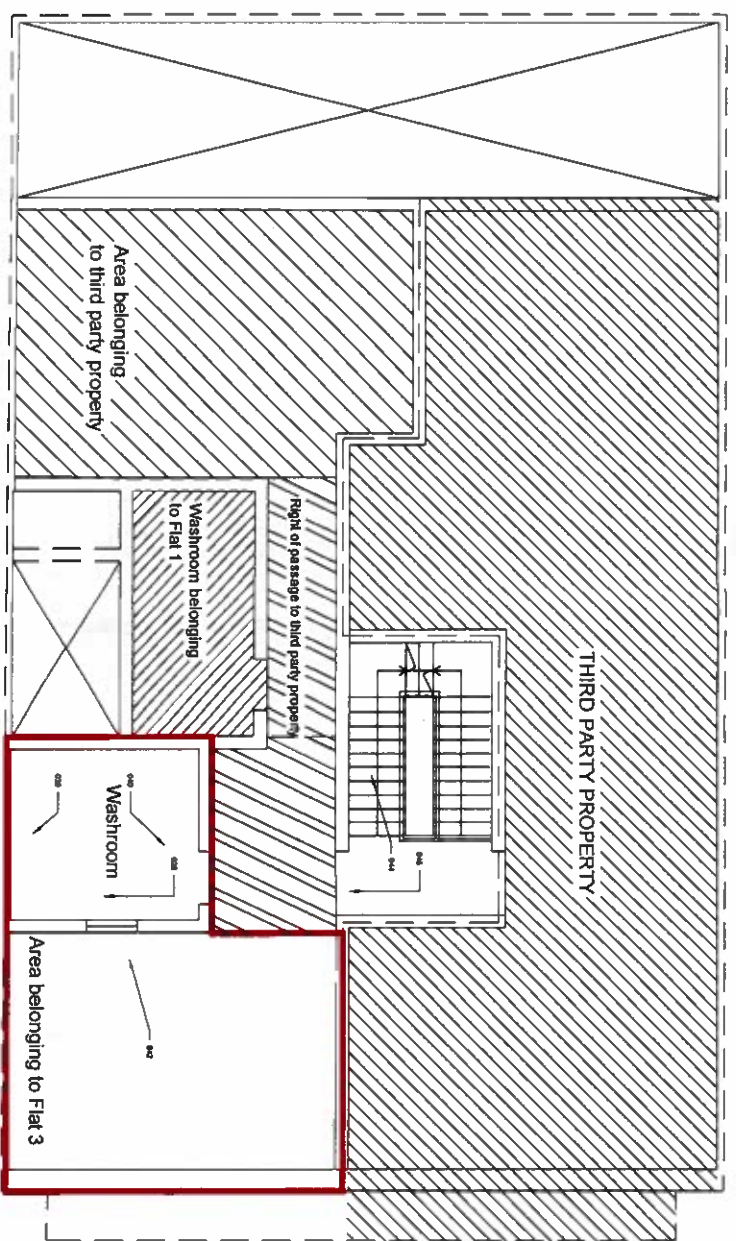 THIRD PARTY PROPERTY
Area belonging
to third party property
Right of passage to third party property
Washroom belonging
to Flat 1
Washroom
Area belonging to Flat 3